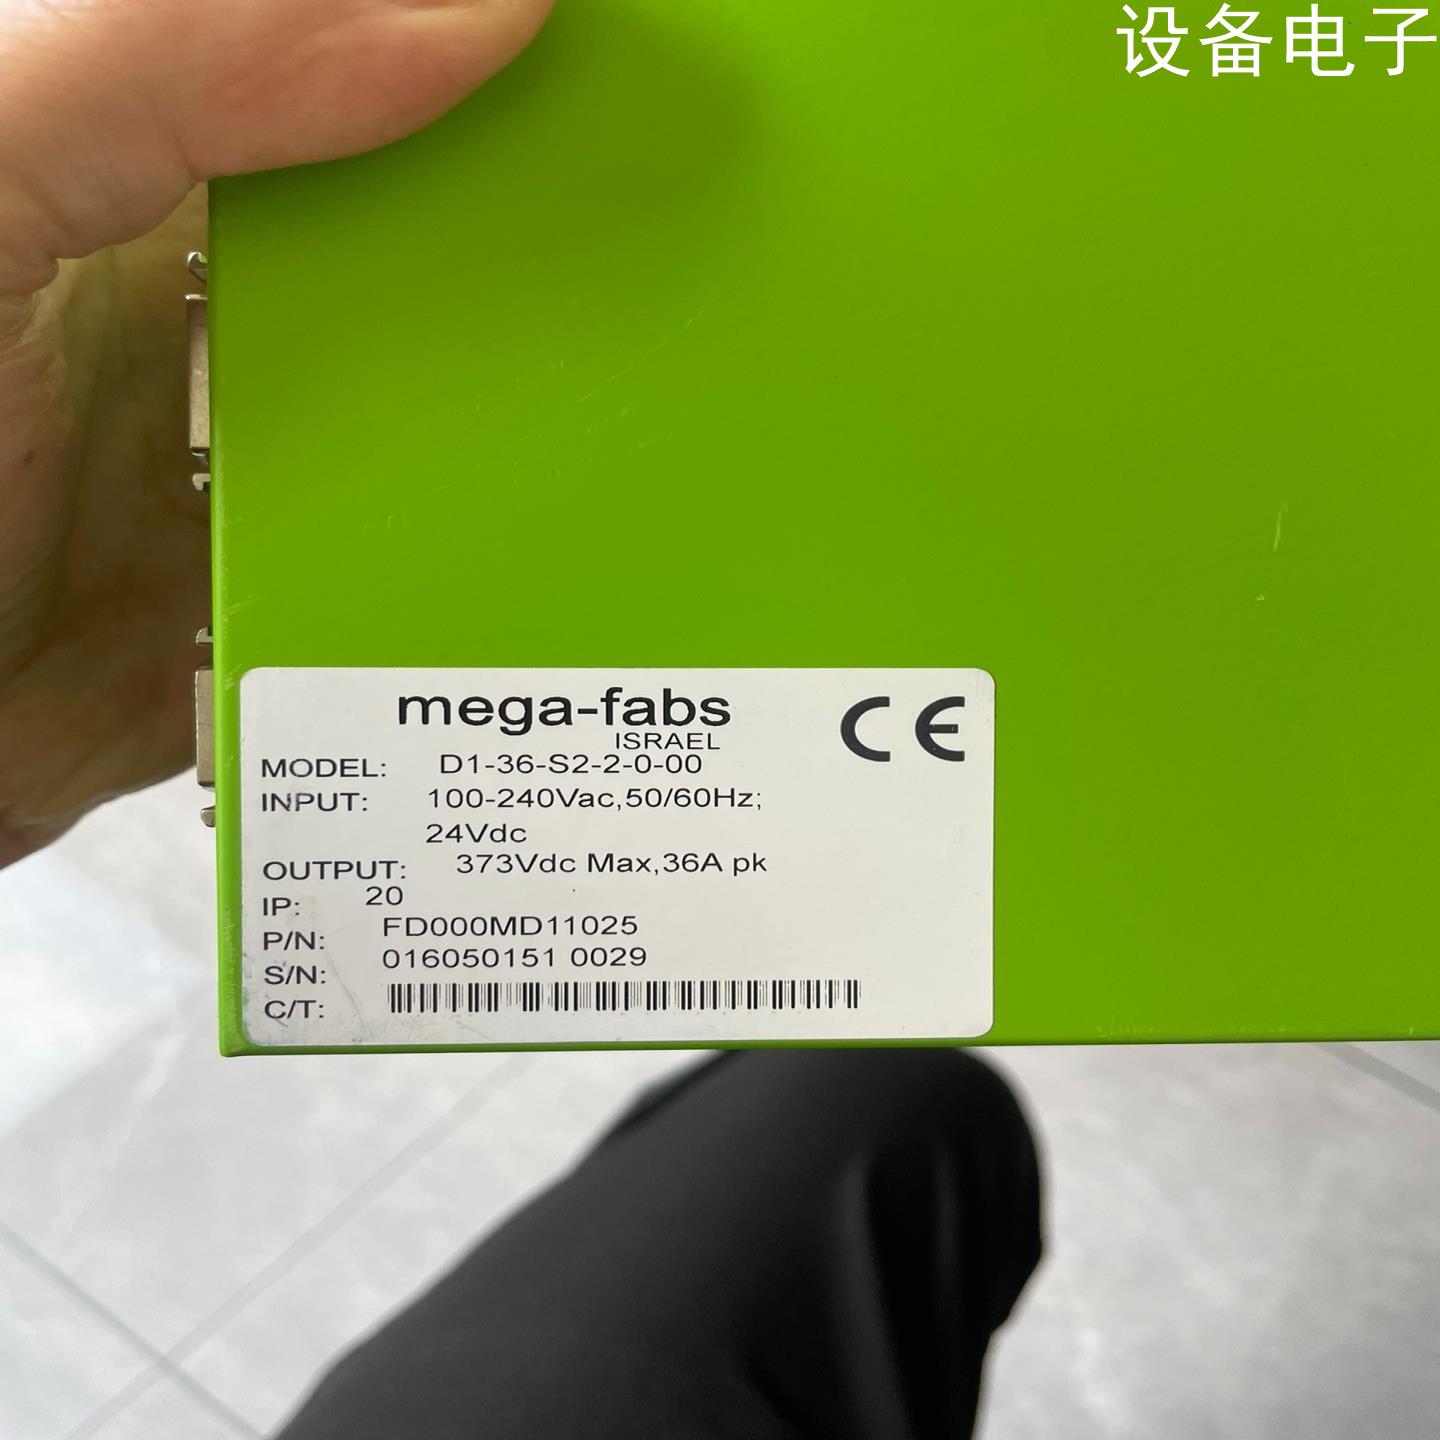 设备电子
mega-fabs
ISRAEL
CE
MODEL: D1-36-S2-2-0-00
INPUT: 100-240Vac,50/60Hz;
24Vdc
OUTPUT: 373Vdc Max,36A pk
IP: 20
P/N: FD000MD11025
S/N: 016050151 0029
C/T: